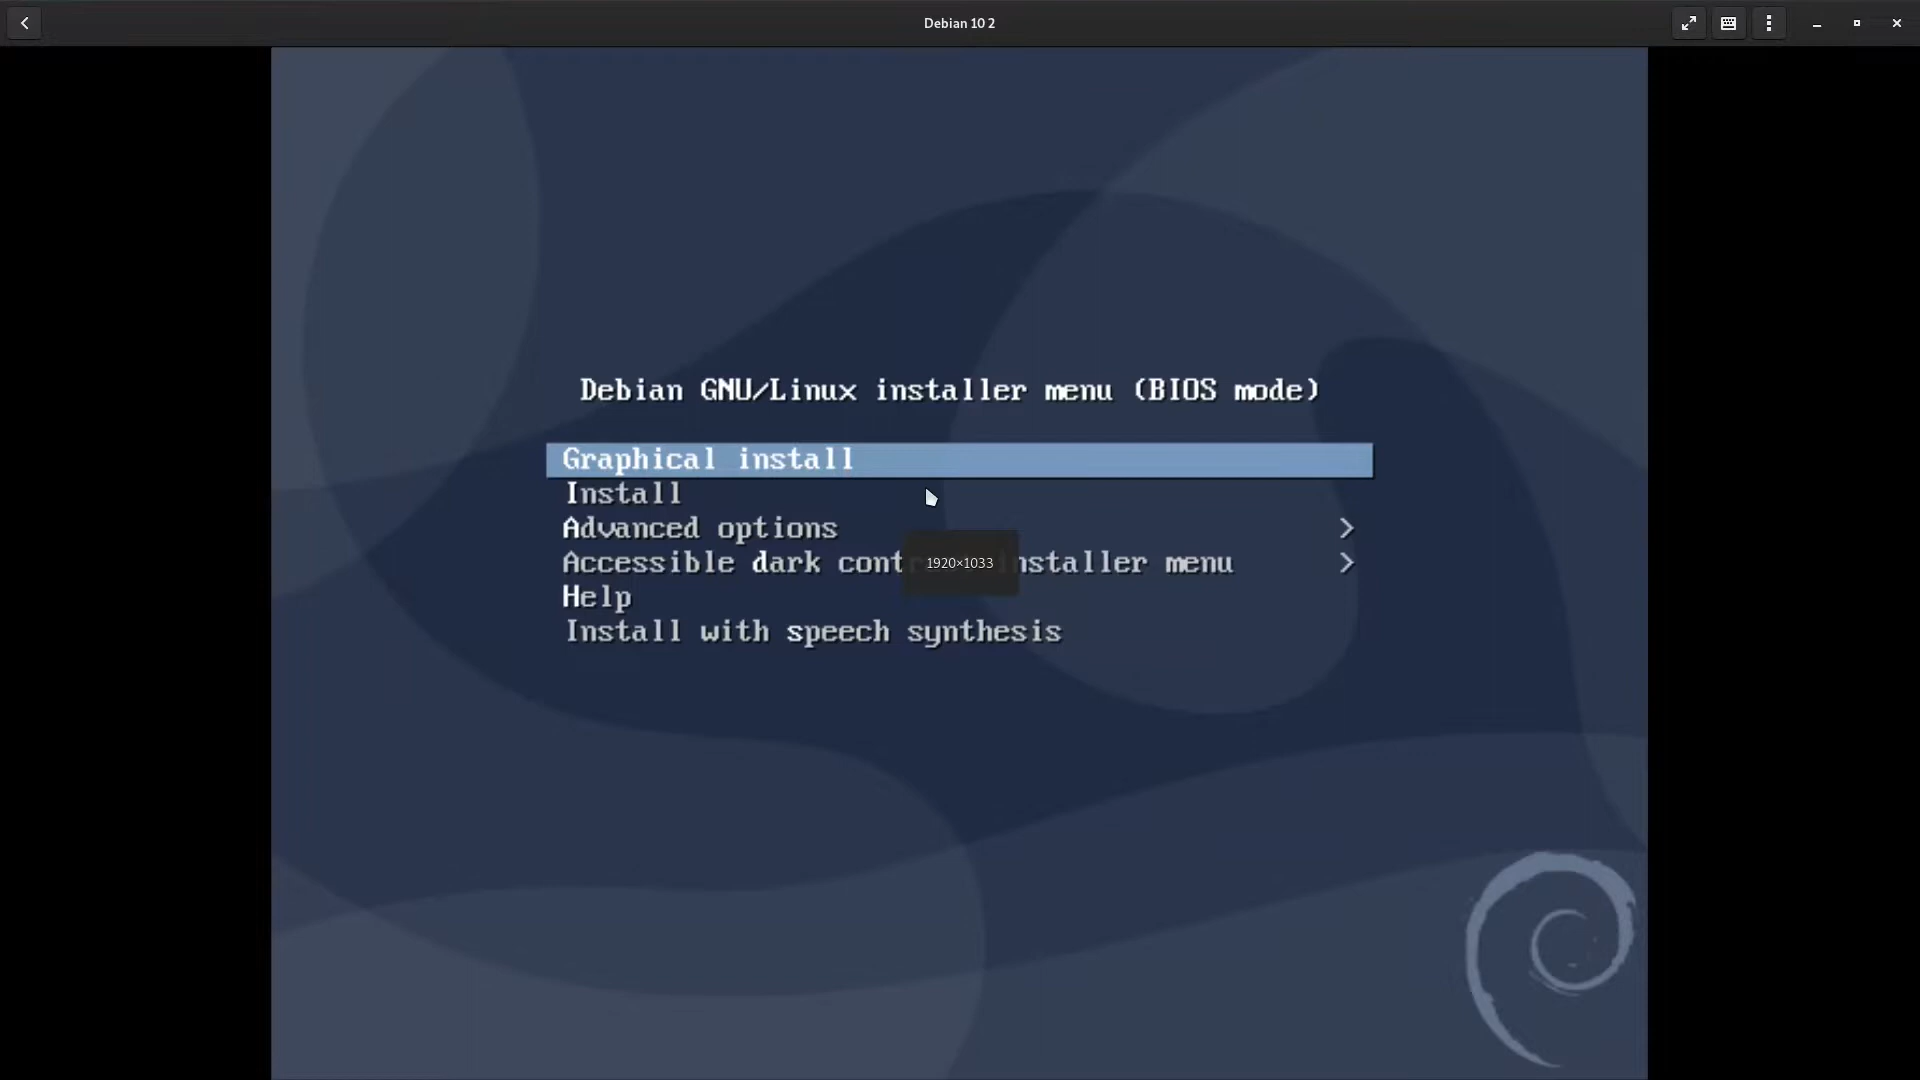 Debian 10 2
Debian GNU/Linux installer menu (BIOS mode)
Graphical install
Install
Advanced options >
Accessible dark cont installer menu >
1920×1033
Help
Install with speech synthesis